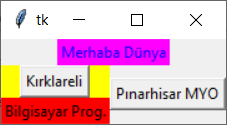 tk
Merhaba Dünya
Kırklareli
Pınarhisar MYO
Bilgisayar Prog.